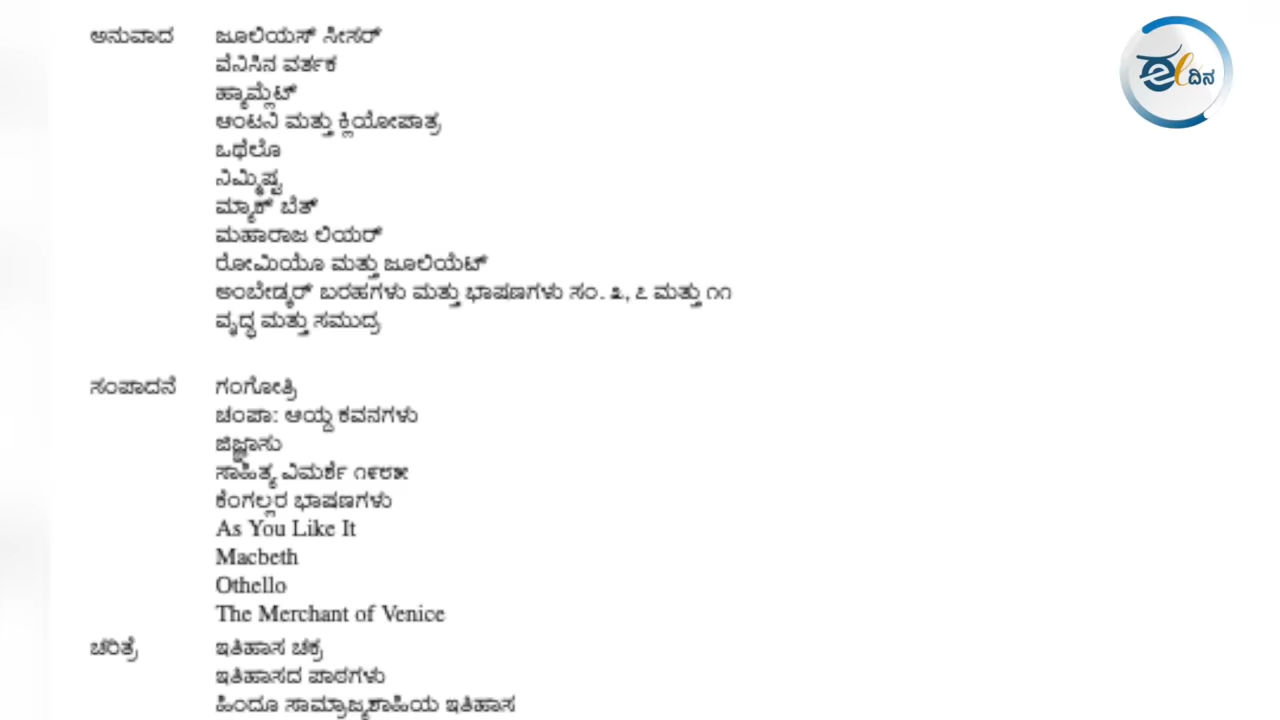 ಅನುವಾದ ಜೂಲಿಯಸ್ ಸೀಸರ್
ವೆನಿಸಿನ ವರ್ತಕ
ಹ್ಯಾಮ್ಲೆಟ್
ಆಂಟನಿ ಮತ್ತು ಕ್ಲಿಯೋಪಾತ್ರ
ಒಥೆಲೊ
ನಿಮ್ಮಿಷ್ಟ
ಮ್ಯಾಕ್ ಬೆತ್
ಮಹಾರಾಜ ಲಿಯರ್
ರೋಮಿಯೊ ಮತ್ತು ಜೂಲಿಯೆಟ್
ಅಂಬೇಡ್ಕರ್ ಬರಹಗಳು ಮತ್ತು ಭಾಷಣಗಳು ಸಂ. ೩, ೭ ಮತ್ತು ೧೧
ವೃದ್ಧ ಮತ್ತು ಸಮುದ್ರ
ಸಂಪಾದನೆ ಗಂಗೋತ್ರಿ
ಚಂಪಾ: ಆಯ್ದ ಕವನಗಳು
ಜಿಜ್ಞಾಸು
ಸಾಹಿತ್ಯ ವಿಮರ್ಶೆ ೧೯೮೫
ಕೆಂಗಲ್ಲರ ಭಾಷಣಗಳು
As You Like It
Macbeth
Othello
The Merchant of Venice
ಚರಿತ್ರೆ ಇತಿಹಾಸ ಚಕ್ರ
ಇತಿಹಾಸದ ಪಾಠಗಳು
ಹಿಂದೂ ಸಾಮ್ರಾಜ್ಯಶಾಹಿಯ ಇತಿಹಾಸ
ದಿನ